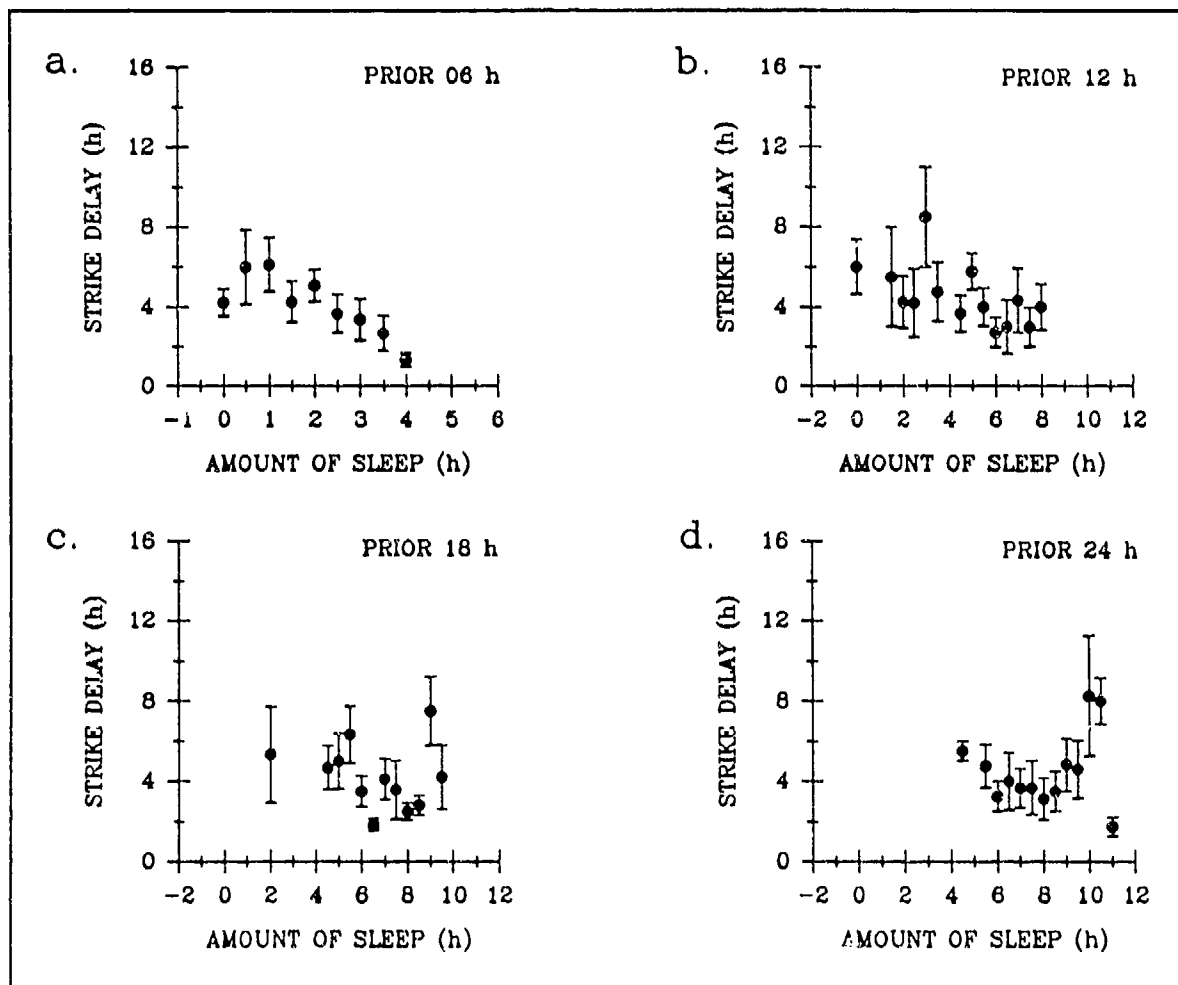 a.
PRIOR 06 h
STRIKE DELAY (h)
16
12
8
4
0
-1 0 1 2 3 4 5 6
AMOUNT OF SLEEP (h)
b.
PRIOR 12 h
STRIKE DELAY (h)
16
12
8
4
0
-2 0 2 4 6 8 10 12
AMOUNT OF SLEEP (h)
c.
PRIOR 18 h
STRIKE DELAY (h)
16
12
8
4
0
-2 0 2 4 6 8 10 12
AMOUNT OF SLEEP (h)
d.
PRIOR 24 h
STRIKE DELAY (h)
16
12
8
4
0
-2 0 2 4 6 8 10 12
AMOUNT OF SLEEP (h)